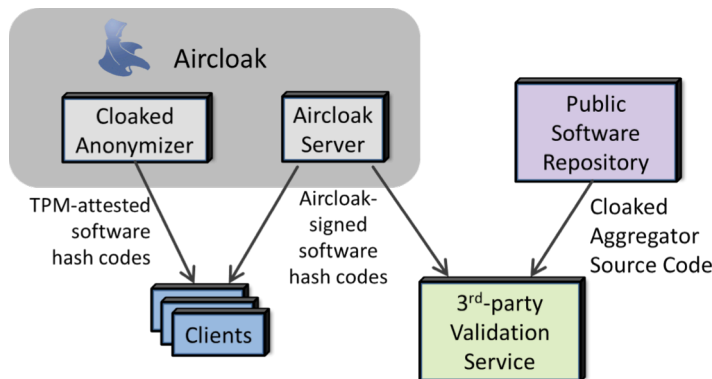 Aircloak
Cloaked
Anonymizer
Aircloak
Server
Public
Software
Repository
TPM-attested
software
hash codes
Aircloak-
signed
software
hash codes
Cloaked
Aggregator
Source Code
Clients
3rd-party
Validation
Service